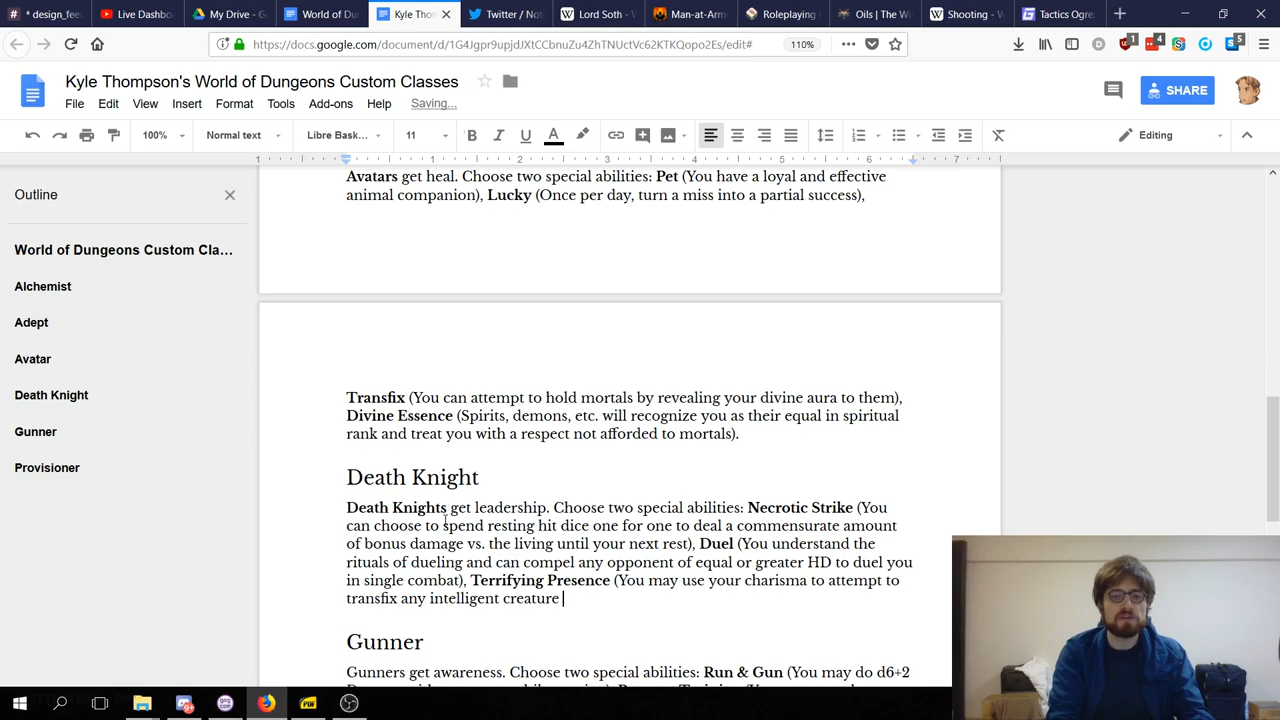 * design_fee
Live Dashbo
My Drive - G
World of Dun
Kyle Thom
Twitter / Not
Lord Soth -
Man-at-Arm
Roleplaying
Oils | The Wi
Shooting - W
Tactics Ogre
https://docs.google.com/document/d/
110%
Kyle Thompson's World of Dungeons Custom Classes
File Edit View Insert Format Tools Add-ons Help Saving...
SHARE
100% Normal text Libre Bask... 11 B I U A Editing
1 1 2 3 4 5 6 7
Outline
World of Dungeons Custom Cla...
Alchemist
Adept
Avatar
Death Knight
Gunner
Provisioner
Avatars get heal. Choose two special abilities: Pet (You have a loyal and effective
animal companion), Lucky (Once per day, turn a miss into a partial success),
Transfix (You can attempt to hold mortals by revealing your divine aura to them),
Divine Essence (Spirits, demons, etc. will recognize you as their equal in spiritual
rank and treat you with a respect not afforded to mortals).
Death Knight
Death Knights get leadership. Choose two special abilities: Necrotic Strike (You
can choose to spend resting hit dice one for one to deal a commensurate amount
of bonus damage vs. the living until your next rest), Duel (You understand the
rituals of dueling and can compel any opponent of equal or greater HD to duel you
in single combat), Terrifying Presence (You may use your charisma to attempt to
transfix any intelligent creature
Gunner
Gunners get awareness. Choose two special abilities: Run & Gun (You may do d6+2